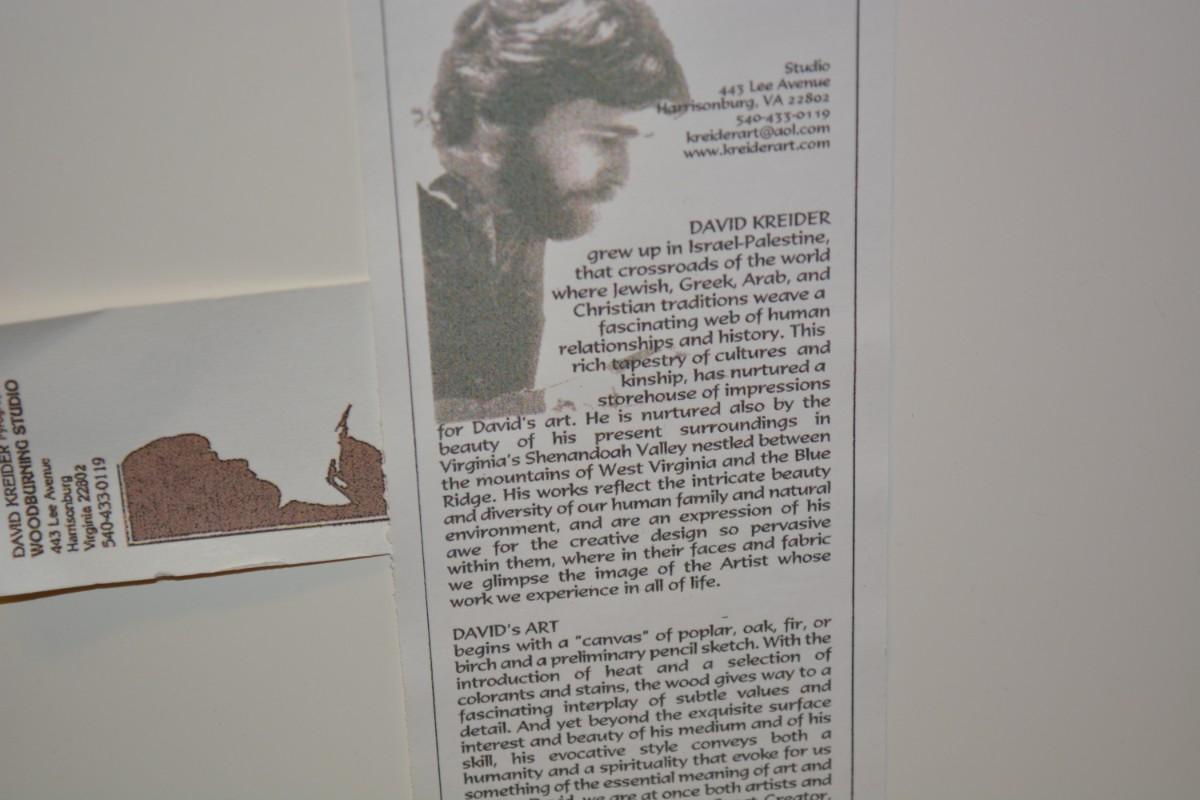 DAVID KREIDER
WOODBURNING STUDIO
443 Lee Avenue
Harrisonburg
Virginia 22802
540-433-0119
Studio
443 Lee Avenue
Harrisonburg, VA 22802
540-433-0119
kreiderart@aol.com
www.kreiderart.com
DAVID KREIDER
grew up in Israel-Palestine,
that crossroads of the world
where Jewish, Greek, Arab, and
Christian traditions weave a
fascinating web of human
relationships and history. This
rich tapestry of cultures and
kinship, has nurtured a
storehouse of impressions
for David's art. He is nurtured also by the
beauty of his present surroundings in
Virginia's Shenandoah Valley nestled between
the mountains of West Virginia and the Blue
Ridge. His works reflect the intricate beauty
and diversity of our human family and natural
environment, and are an expression of his
awe for the creative design so pervasive
within them, where in their faces and fabric
we glimpse the image of the Artist whose
work we experience in all of life.
DAVID's ART
begins with a "canvas" of poplar, oak, fir, or
birch and a preliminary pencil sketch. With the
introduction of heat and a selection of
colorants and stains, the wood gives way to a
fascinating interplay of subtle values and
detail. And yet beyond the exquisite surface
interest and beauty of his medium and of his
skill, his evocative style conveys both a
humanity and a spirituality that evoke for us
something of the essential meaning of art and
we are at once both artists and
Creator,